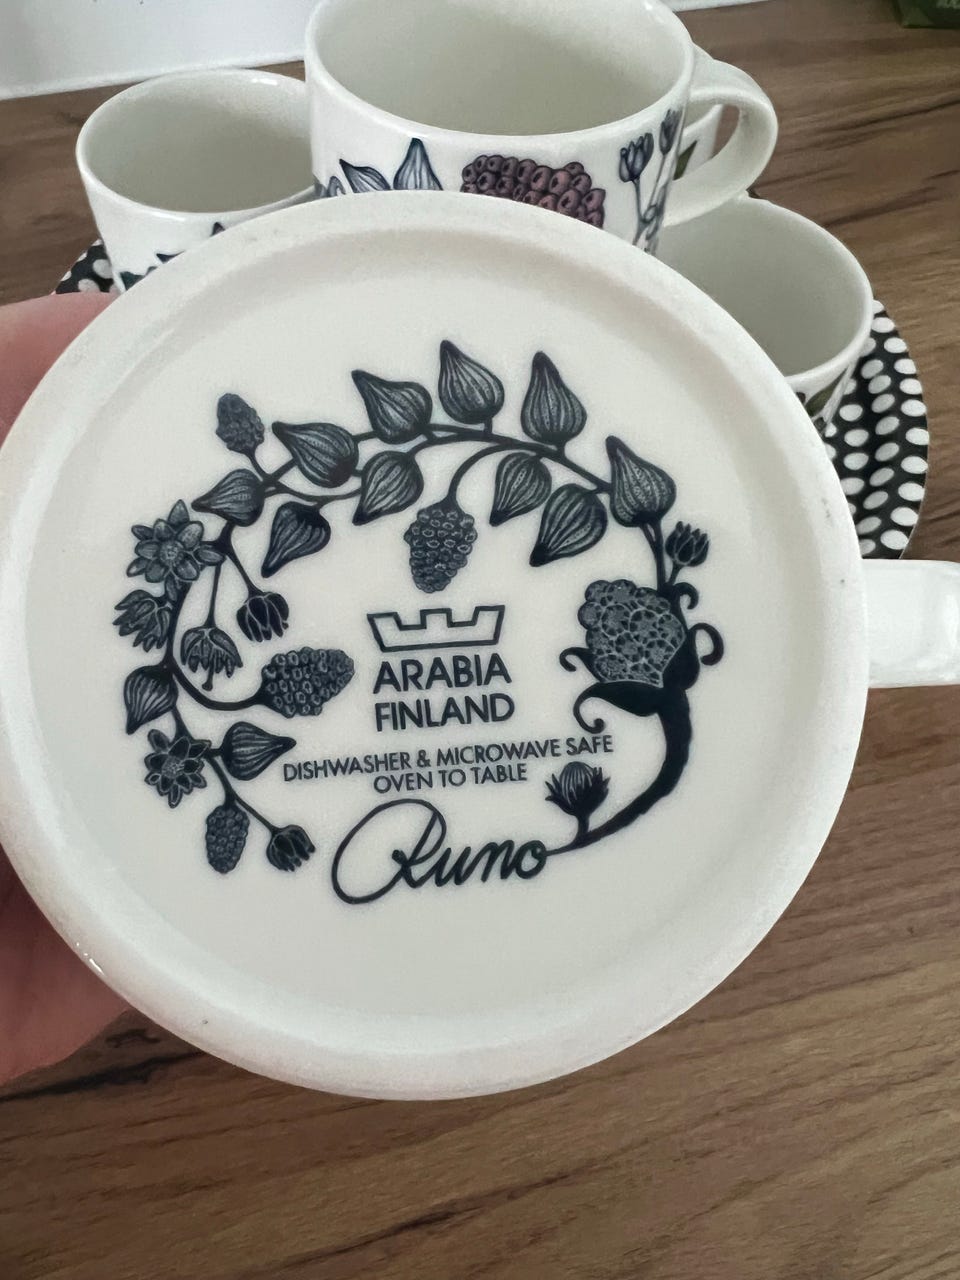 ARABIA
FINLAND
DISHWASHER & MICROWAVE SAFE
OVEN TO TABLE
Runo